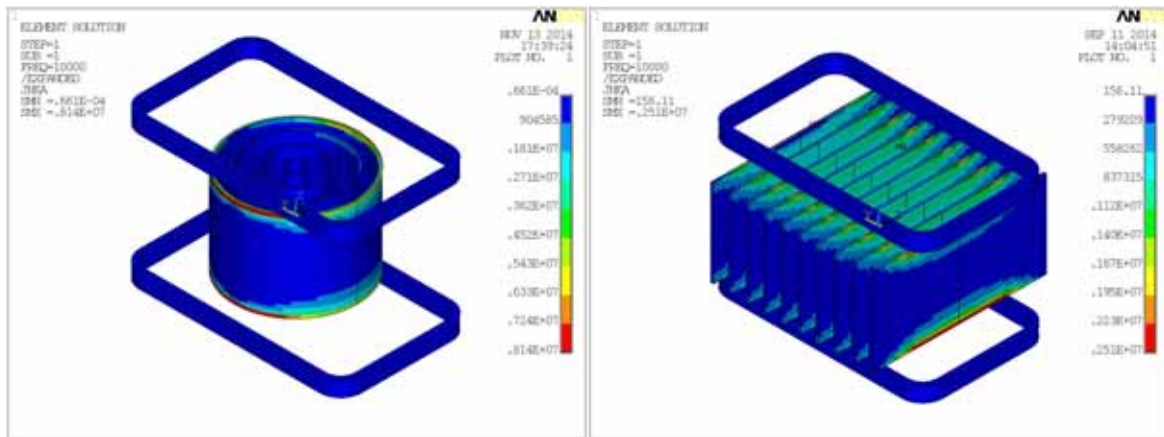 ELEMENT SOLUTION
STEP=1
SUB =1
FREQ=10000
/EXPANDED
SMN =.661E-04
SMX =.814E+07
AN
NOV 13 2014
17:39:24
PLOT NO. 1
.661E-04
904585
.181E+07
.271E+07
.362E+07
.452E+07
.543E+07
.633E+07
.724E+07
.814E+07
ELEMENT SOLUTION
STEP=1
SUB =1
FREQ=10000
/EXPANDED
SMN =156.11
SMX =.251E+07
AN
SEP 11 2014
14:04:51
PLOT NO. 1
156.11
279209
558262
837315
.112E+07
.140E+07
.167E+07
.195E+07
.223E+07
.251E+07